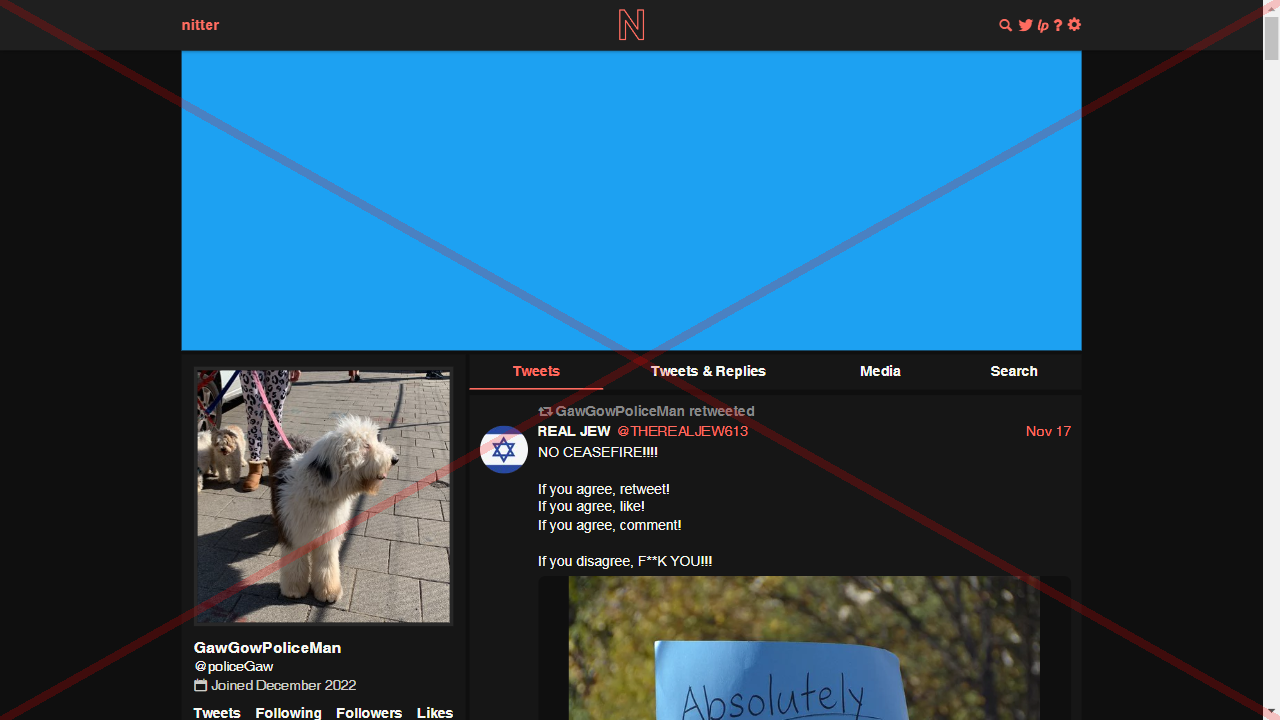 nitter
N
lp ?
Tweets Tweets & Replies Media Search
GawGowPoliceMan retweeted
REAL JEW @THEREALJEW613 Nov 17
NO CEASEFIRE!!!!
If you agree, retweet!
If you agree, like!
If you agree, comment!
If you disagree, F**K YOU!!!
Absolutely
GawGowPoliceMan
@policeGaw
Joined December 2022
Tweets Following Followers Likes